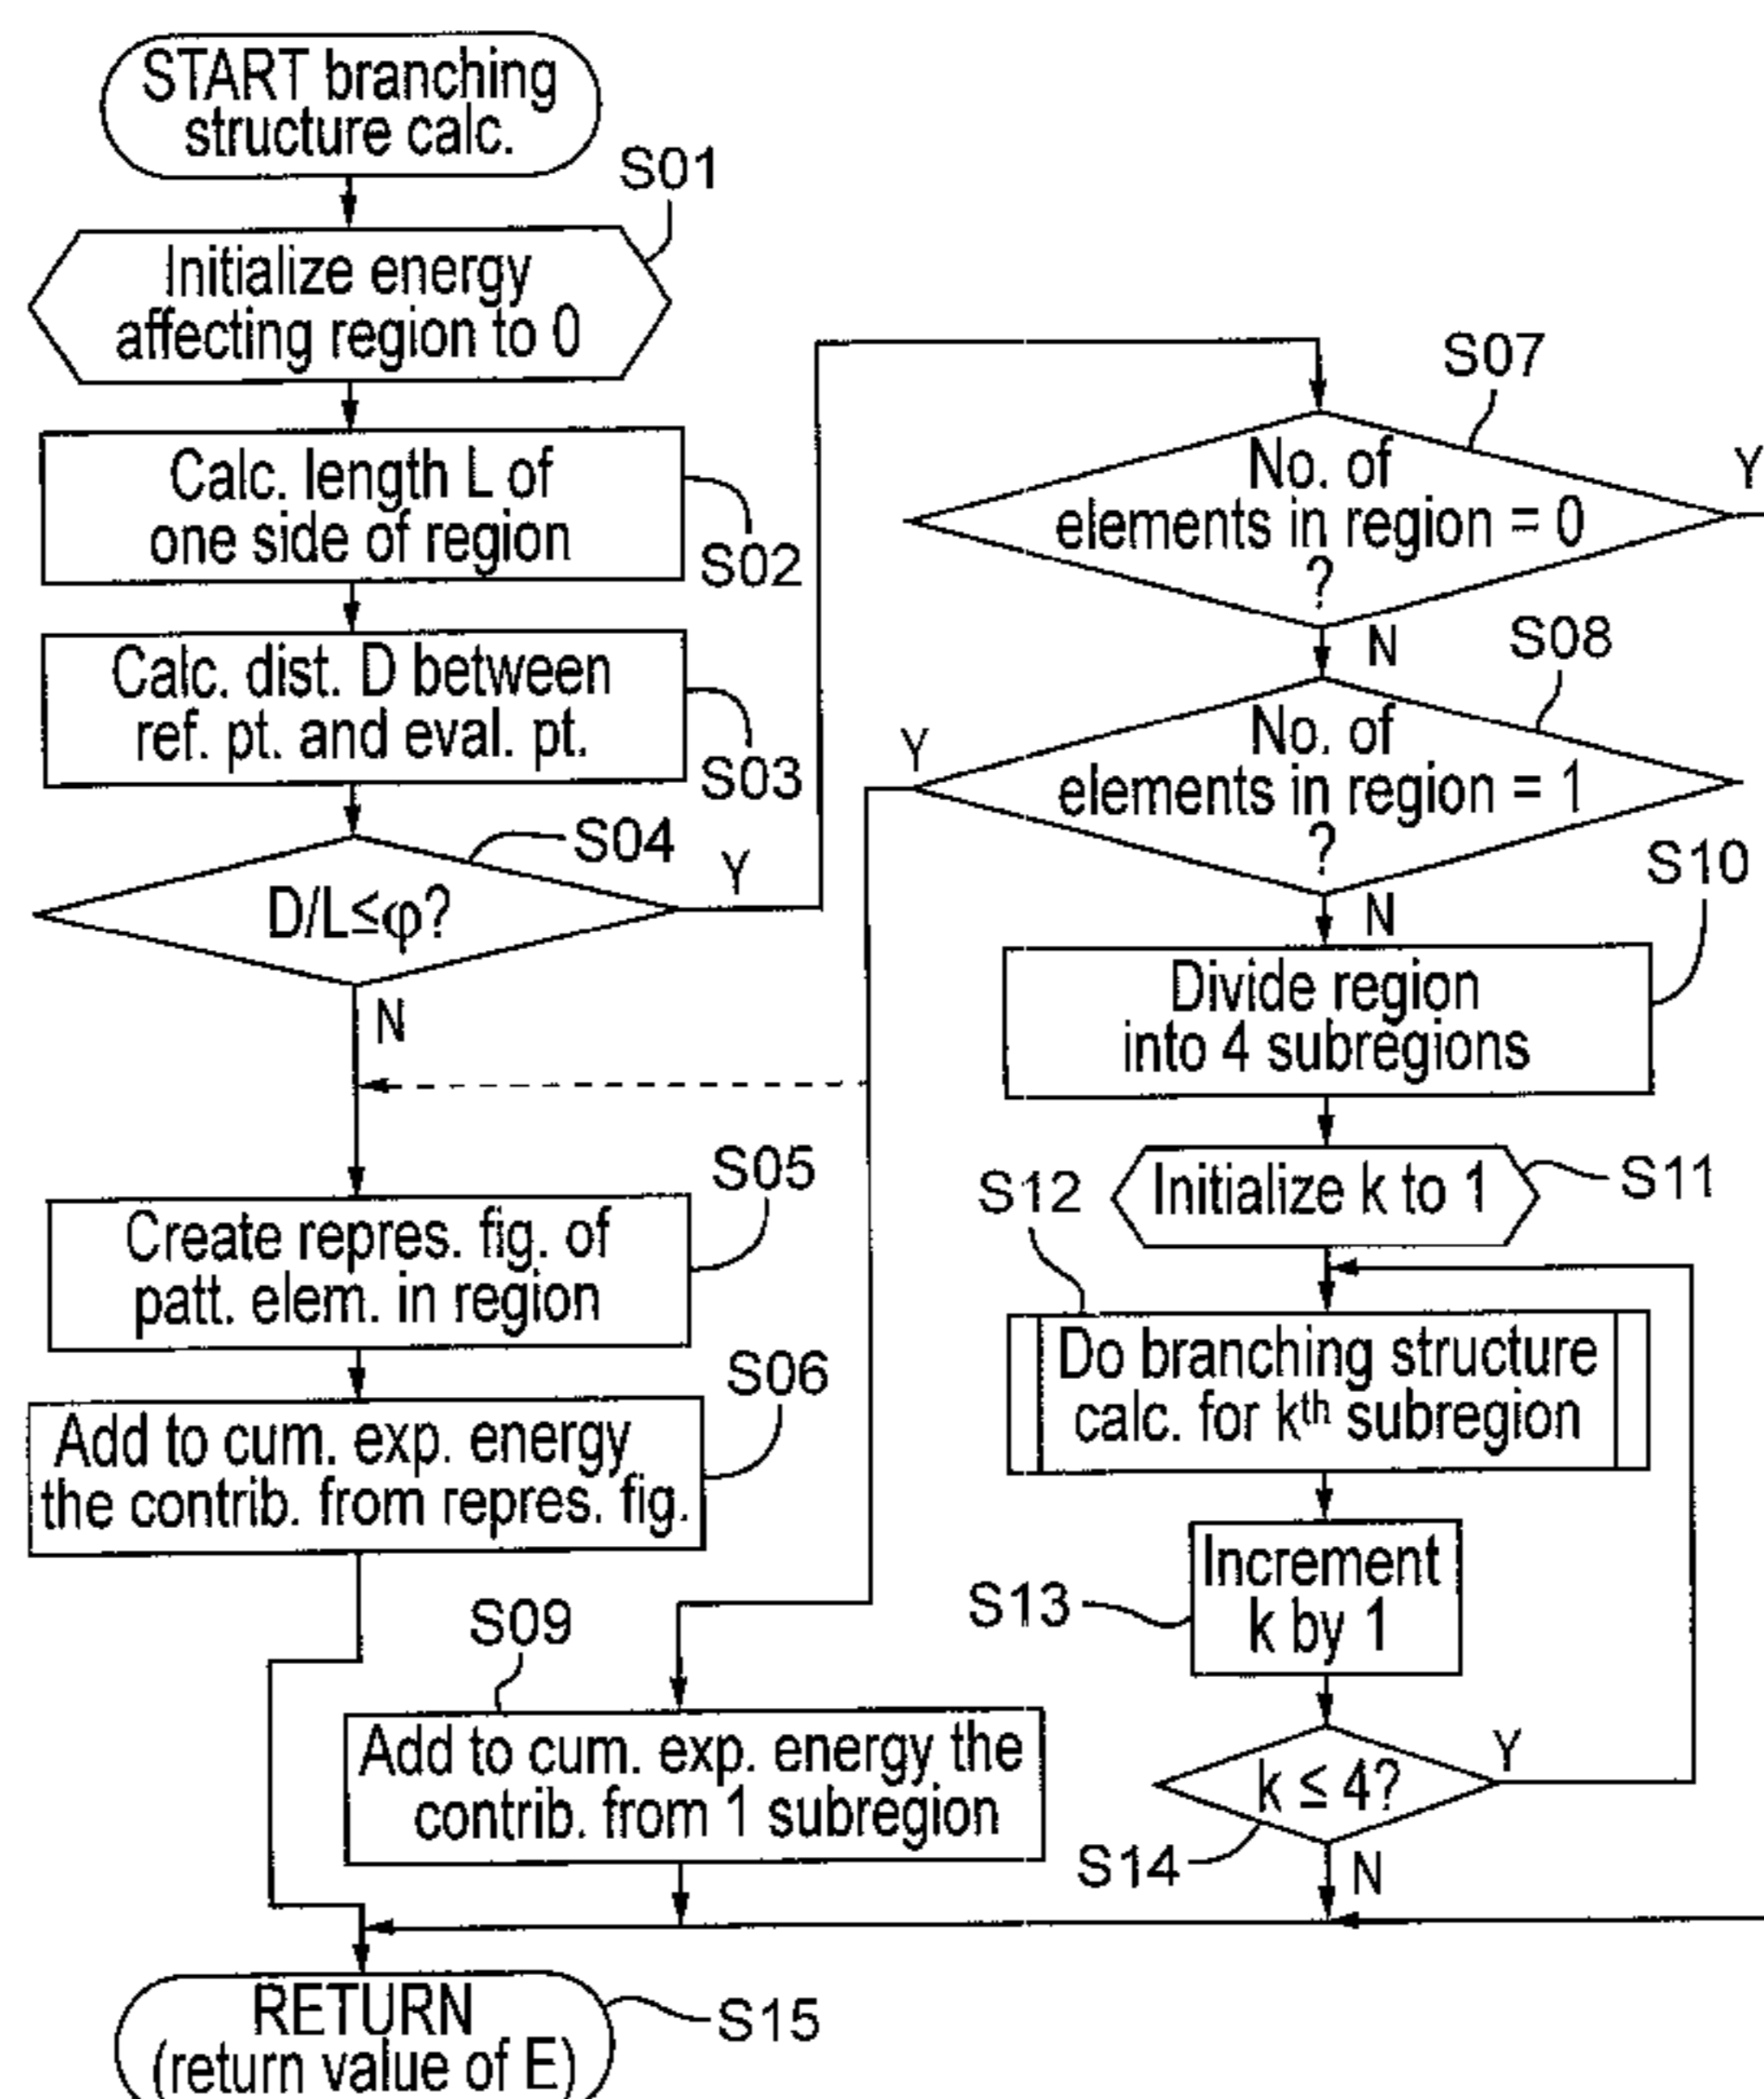 START branching
structure calc.
S01
Initialize energy
affecting region to 0
Calc. length L of
one side of region
S02
Calc. dist. D between
ref. pt. and eval. pt.
S03
S04
D/L≤φ?
Y
N
S05
Create repres. fig. of
patt. elem. in region
S06
Add to cum. exp. energy
the contrib. from repres. fig.
S07
No. of
elements in region = 0
?
Y
N
S08
No. of
elements in region = 1
?
Y
N
S09
Add to cum. exp. energy the
contrib. from 1 subregion
S10
Divide region
into 4 subregions
S11
Initialize k to 1
S12
Do branching structure
calc. for kth subregion
S13
Increment
k by 1
k ≤ 4?
Y
S14
N
RETURN
(return value of E)
S15